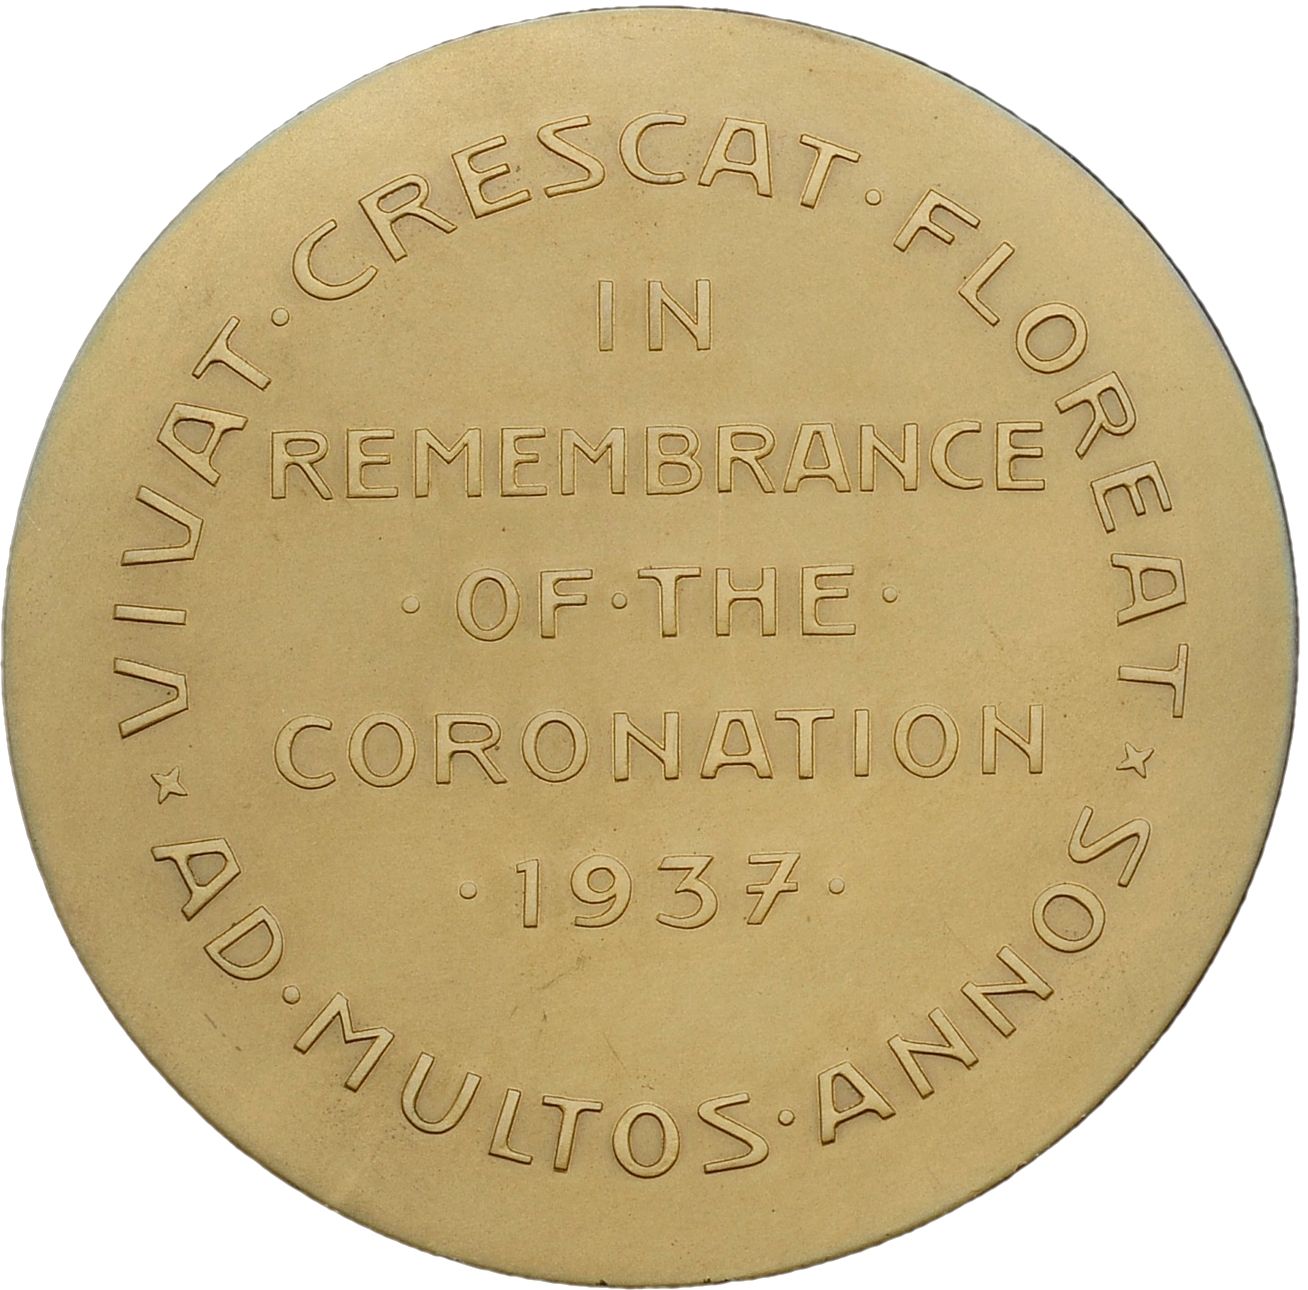 VIVAT · CRESCAT · FLOREAT
IN
REMEMBRANCE
· OF · THE ·
CORONATION
· 1937 ·
AD · MULTOS · ANNOS